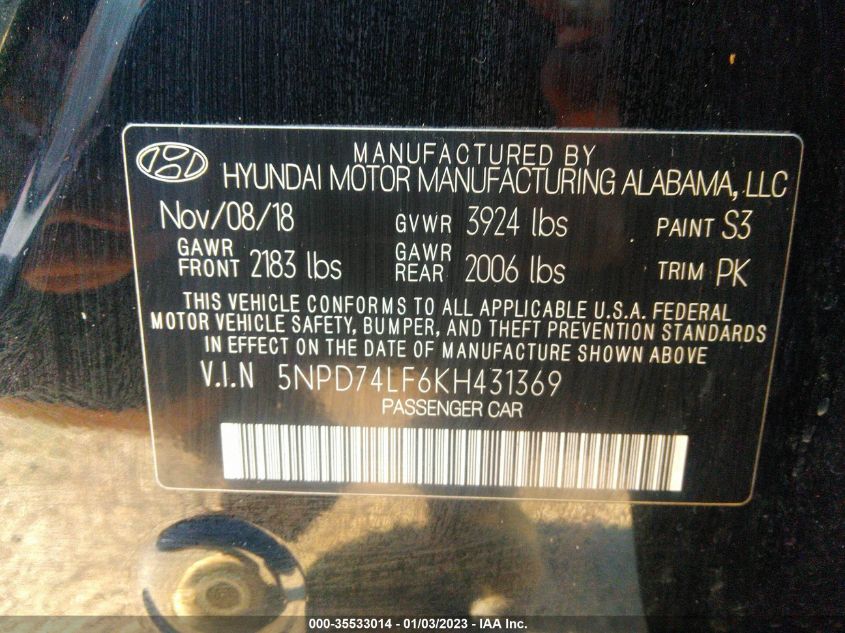 MANUFACTURED BY
HYUNDAI MOTOR MANUFACTURING ALABAMA, LLC
Nov/08/18 GVWR 3924 lbs PAINT S3
GAWR FRONT 2183 lbs GAWR REAR 2006 lbs TRIM PK
THIS VEHICLE CONFORMS TO ALL APPLICABLE U.S.A. FEDERAL
MOTOR VEHICLE SAFETY, BUMPER, AND THEFT PREVENTION STANDARDS
IN EFFECT ON THE DATE OF MANUFACTURE SHOWN ABOVE
V.I.N 5NPD74LF6KH431369
PASSENGER CAR
000-35533014 - 01/03/2023 - IAA Inc.